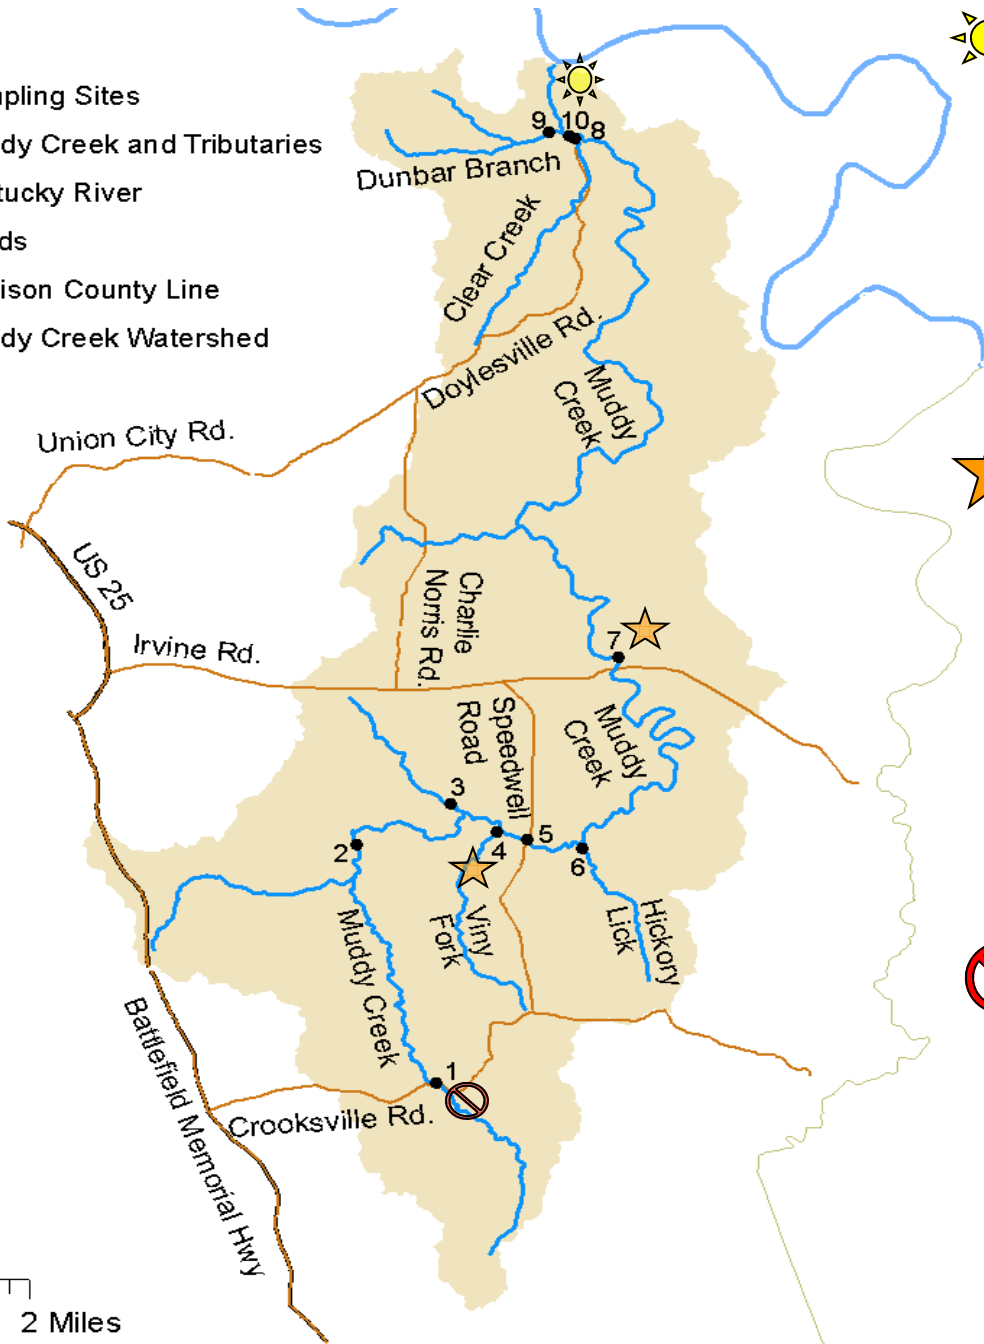 9 10 8
pling Sites
dy Creek and Tributaries
Dunbar Branch
tucky River
ds
Clear Creek
ison County Line
dy Creek Watershed
Doylesville Rd.
Muddy
Creek
Union City Rd.
US 25
Charlie
Norris Rd.
7
Irvine Rd.
Speedwell
Road
Muddy
Creek
3
2
4
5
6
Viny
Fork
Hickory
Lick
Muddy Creek
1
Battlefield Memorial Hwy
Crooksville Rd.
2 Miles